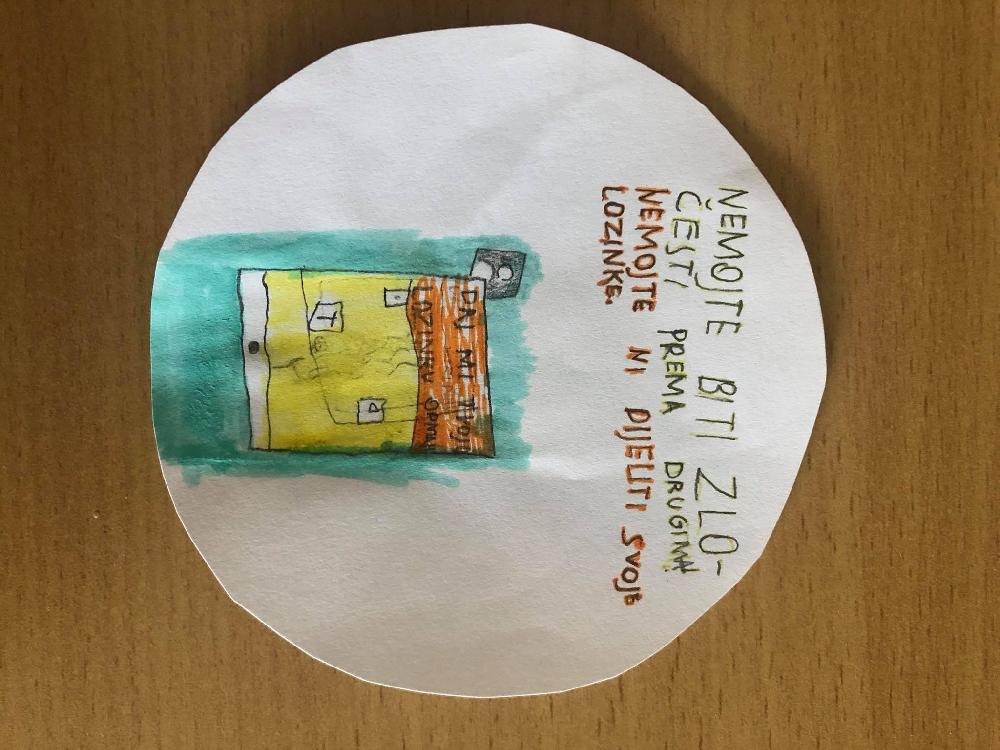 NEMOJTE BITI ZLO-
ČESTI PREMA DRUGIMA!
NEMOJTE NI DIJELITI SVOJE
LOZINKE.
DAJ MI TVOJU
LOZINKU ODMAH